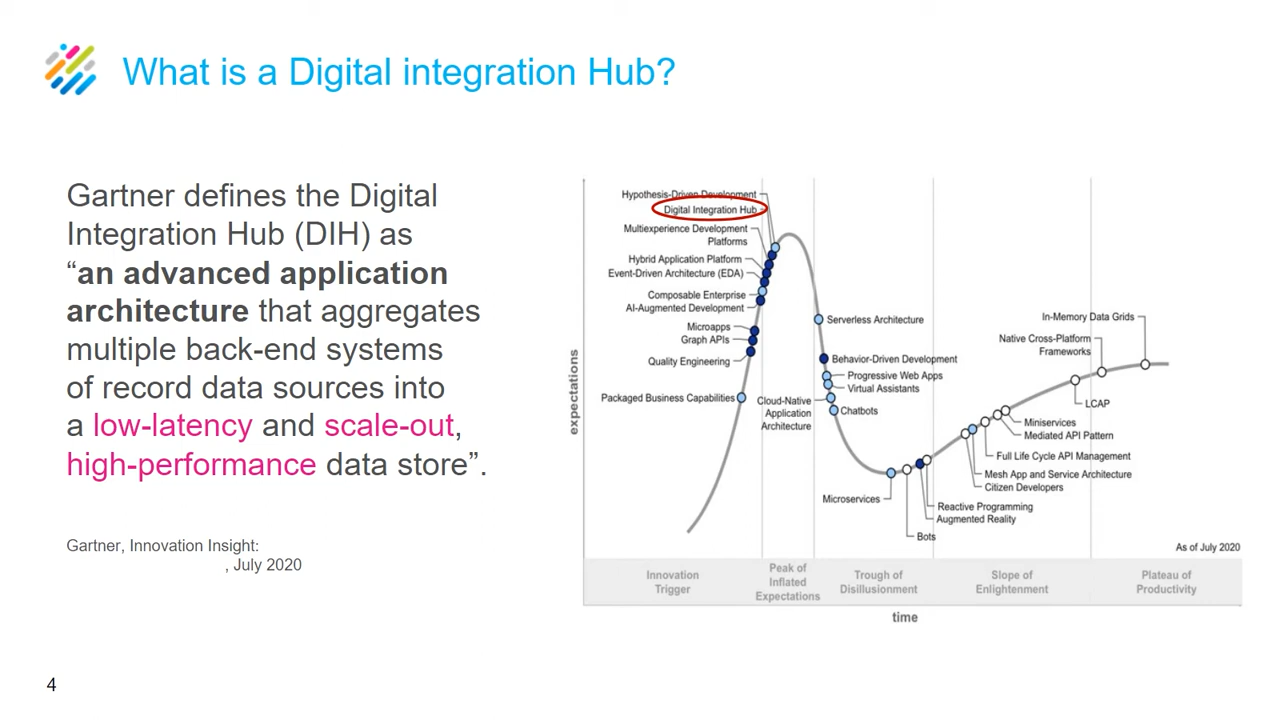 What is a Digital integration Hub?
Gartner defines the Digital
Integration Hub (DIH) as
“an advanced application
architecture that aggregates
multiple back-end systems
of record data sources into
a low-latency and scale-out,
high-performance data store”.
Gartner, Innovation Insight:
, July 2020
4
expectations
Hypothesis-Driven Development
Digital Integration Hub
Multiexperience Development
Platforms
Hybrid Application Platform
Event-Driven Architecture (EDA)
Composable Enterprise
AI-Augmented Development
Microapps
Graph APIs
Quality Engineering
Packaged Business Capabilities
Serverless Architecture
Behavior-Driven Development
Progressive Web Apps
Virtual Assistants
Cloud-Native
Application
Architecture
Chatbots
Microservices
Bots
Augmented Reality
Reactive Programming
Citizen Developers
Mesh App and Service Architecture
Full Life Cycle API Management
Mediated API Pattern
Miniservices
LCAP
Native Cross-Platform
Frameworks
In-Memory Data Grids
As of July 2020
Innovation
Trigger
Peak of
Inflated
Expectations
Trough of
Disillusionment
Slope of
Enlightenment
Plateau of
Productivity
time